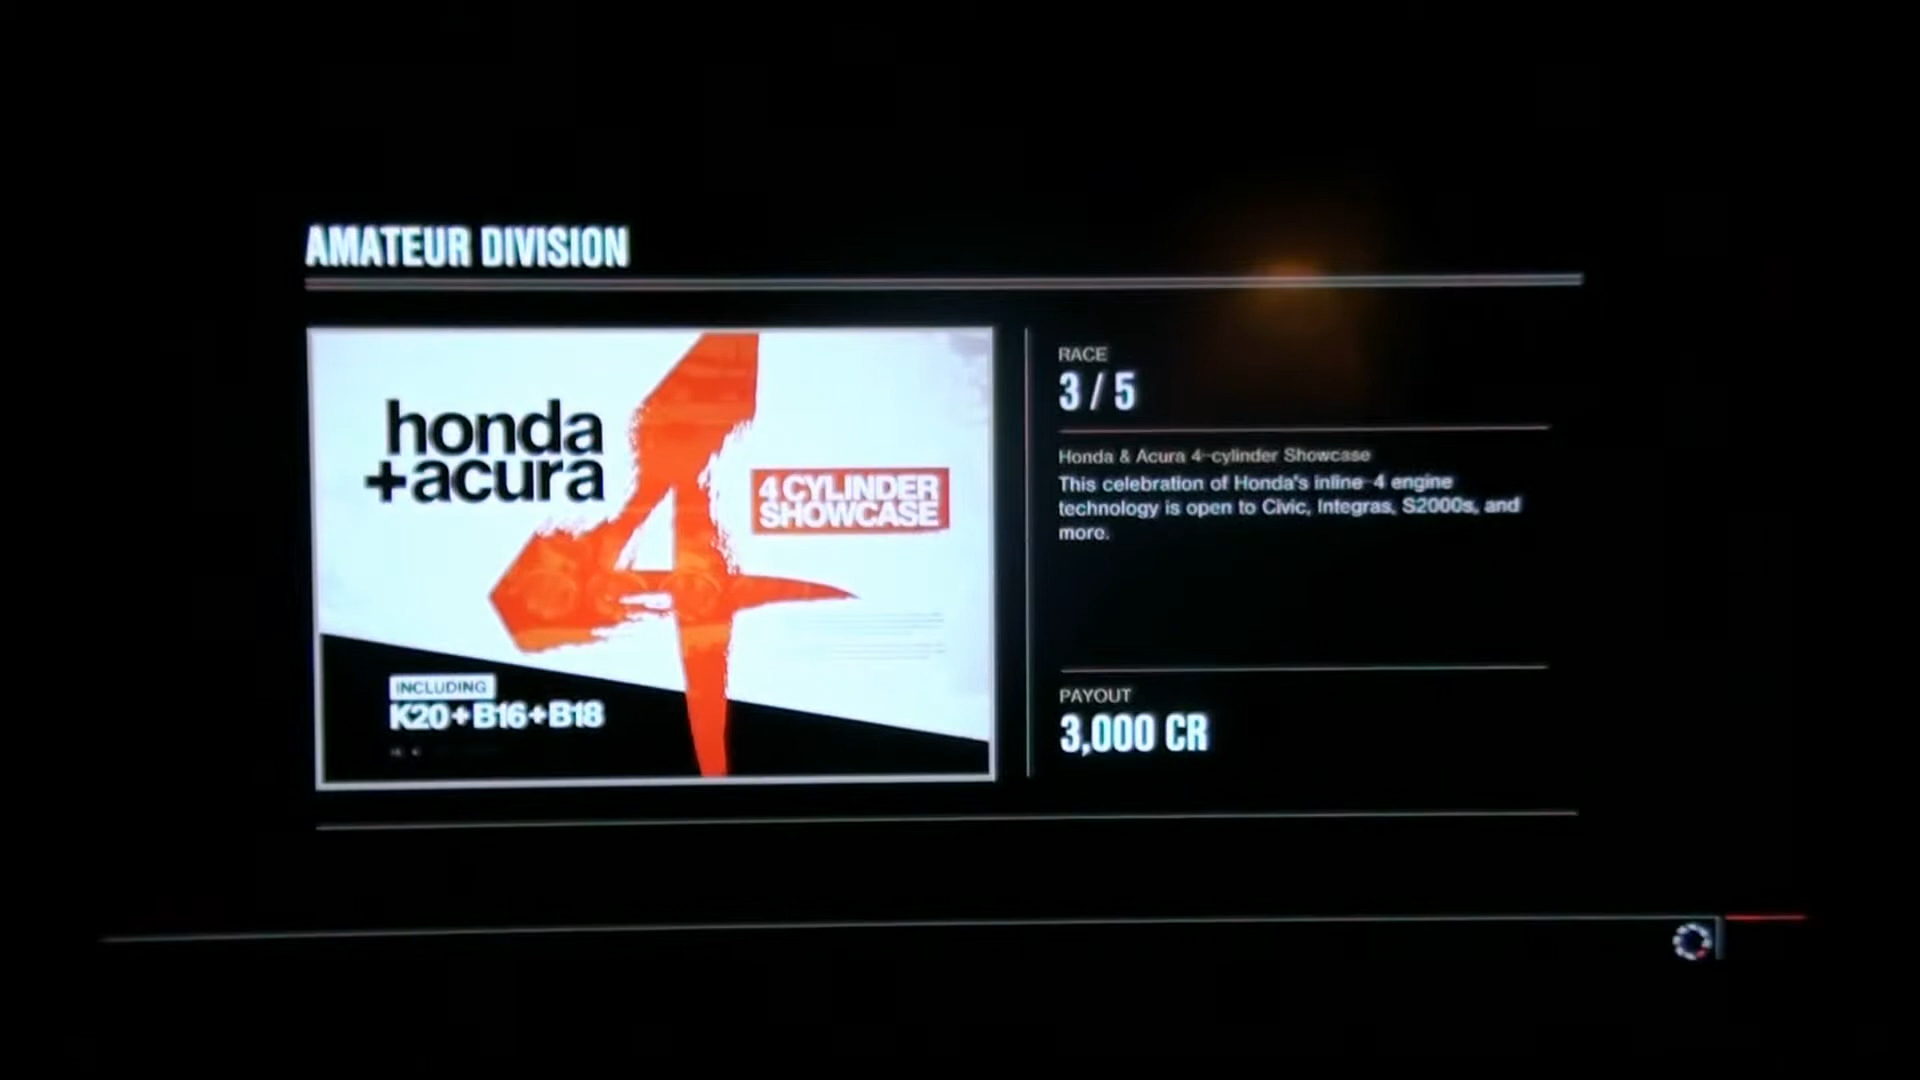 AMATEUR DIVISION
honda
+acura
4 CYLINDER
SHOWCASE
INCLUDING
K20+B16+B18
RACE
3 / 5
Honda & Acura 4-cylinder Showcase
This celebration of Honda's inline-4 engine
technology is open to Civic, Integras, S2000s, and
more.
PAYOUT
3,000 CR